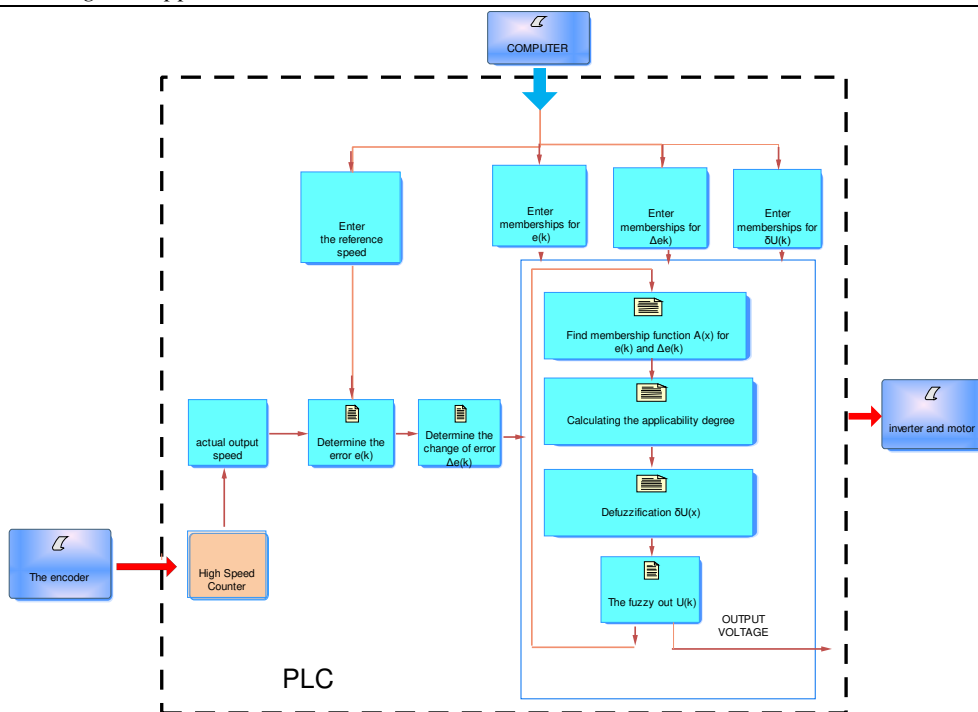 COMPUTER
Enter
the reference
speed
Enter
memberships for
e(k)
Enter
memberships for
Δek)
Enter
memberships for
δU(k)
Find membership function A(x) for
e(k) and Δe(k)
Calculating the applicability degree
Defuzzification δU(x)
The fuzzy out U(k)
OUTPUT
VOLTAGE
actual output
speed
Determine the
error e(k)
Determine the
change of error
Δe(k)
inverter and motor
The encoder
High Speed
Counter
PLC